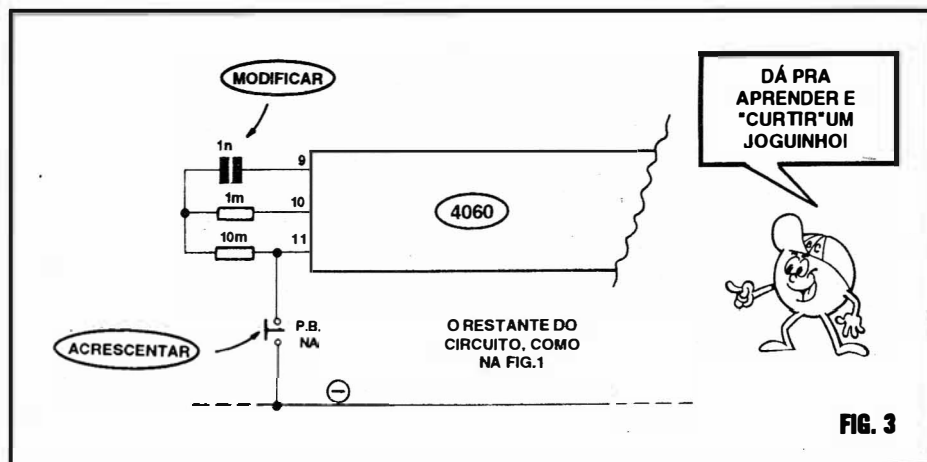 MODIFICAR
1n
9
1m
10
10m
11
4060
ACRESCENTAR
P.B.
NA
O RESTANTE DO
CIRCUITO, COMO
NA FIG.1
DÁ PRA
APRENDER E
"CURTIR"UM
JOGUINHO!
FIG. 3